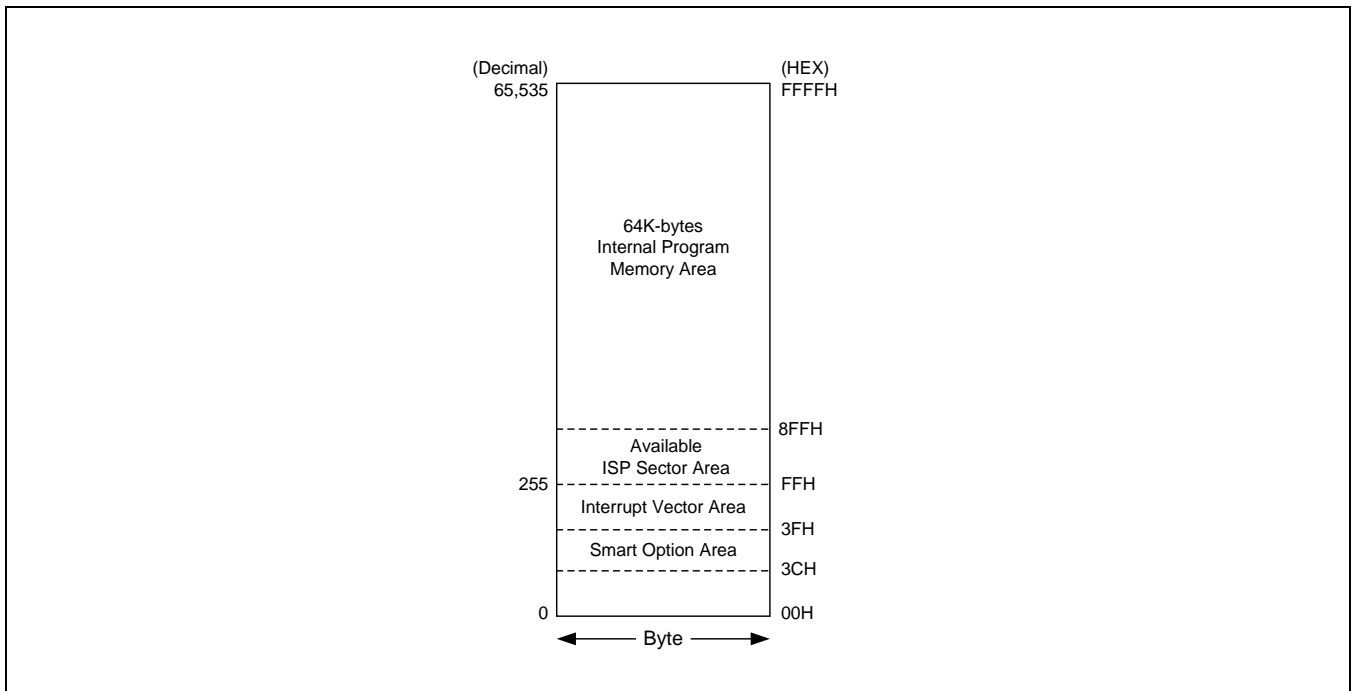 (Decimal)
65,535
(HEX)
FFFFH
64K-bytes
Internal Program
Memory Area
8FFH
Available
ISP Sector Area
255
FFH
Interrupt Vector Area
3FH
Smart Option Area
3CH
0
00H
Byte